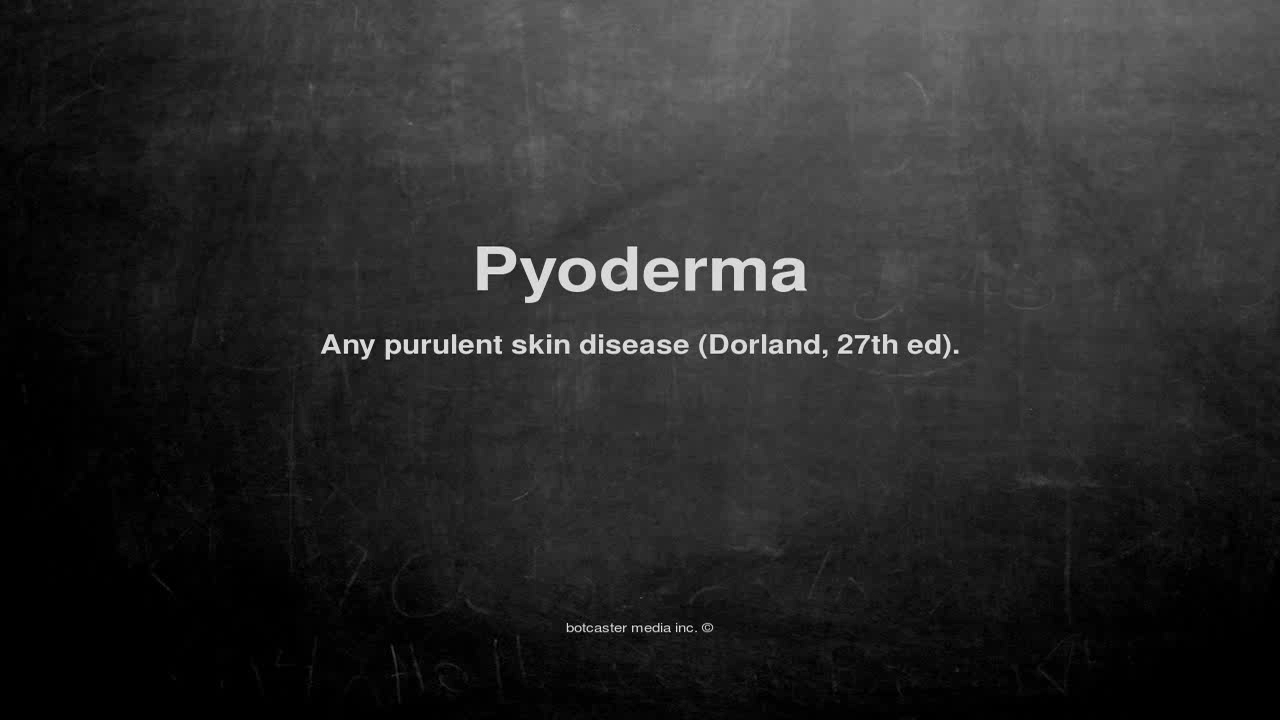 Pyoderma
Any purulent skin disease (Dorland, 27th ed).
botcaster media inc. ©